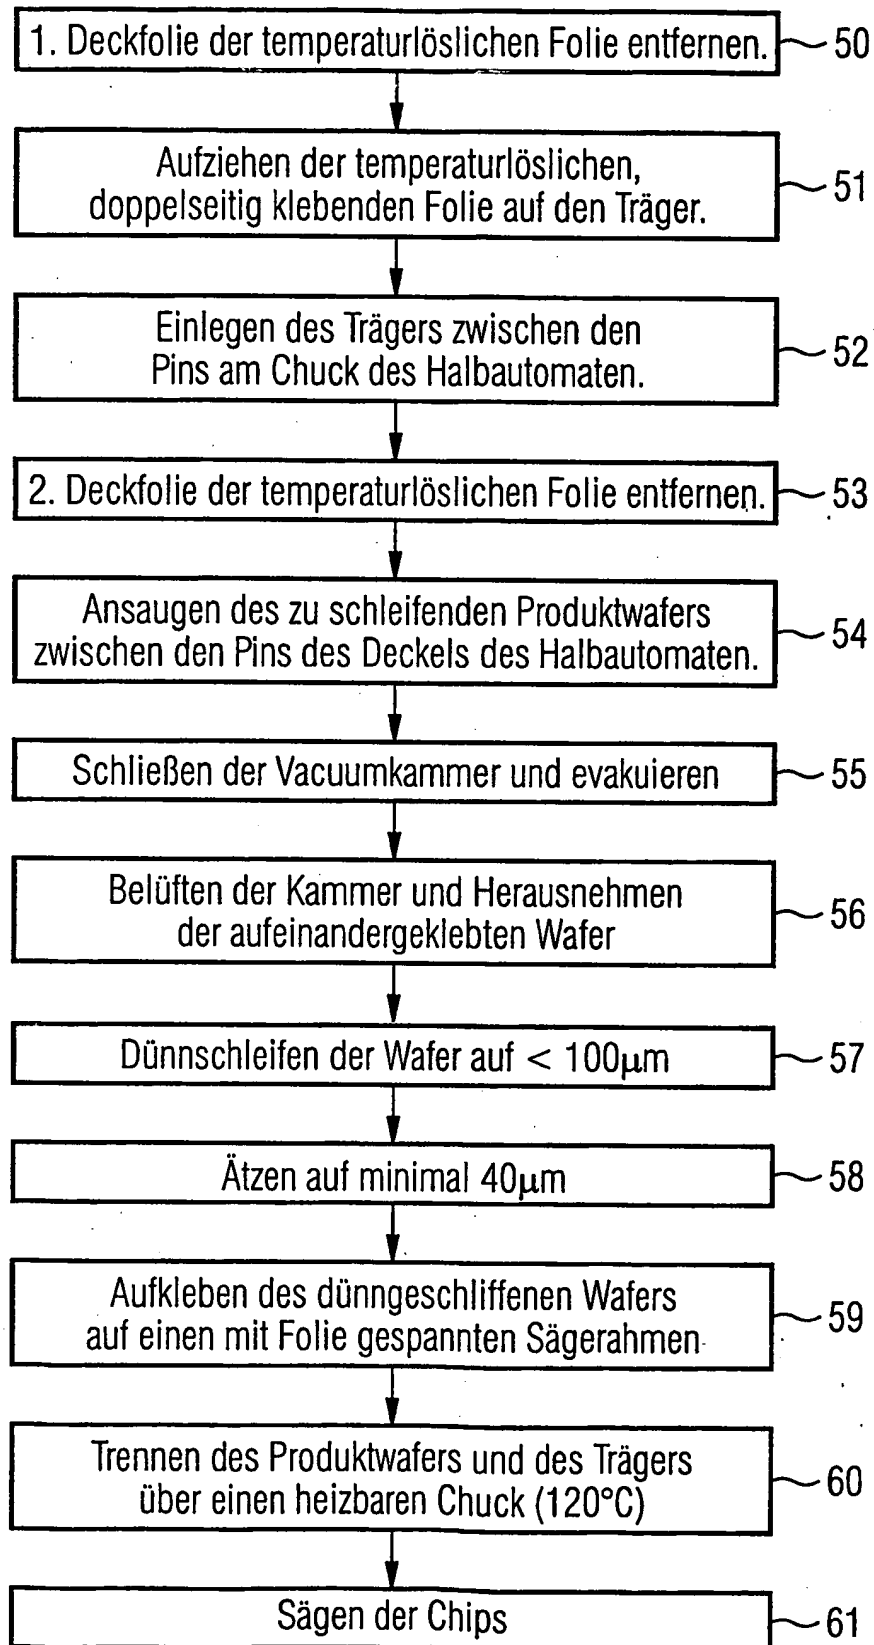 1. Deckfolie der temperaturlöslichen Folie entfernen. 50
Aufziehen der temperaturlöslichen,
doppelseitig klebenden Folie auf den Träger. 51
Einlegen des Trägers zwischen den
Pins am Chuck des Halbautomaten. 52
2. Deckfolie der temperaturlöslichen Folie entfernen. 53
Ansaugen des zu schleifenden Produktwafers
zwischen den Pins des Deckels des Halbautomaten. 54
Schließen der Vacuumkammer und evakuieren 55
Belüften der Kammer und Herausnehmen
der aufeinandergeklebten Wafer 56
Dünnschleifen der Wafer auf < 100µm 57
Ätzen auf minimal 40µm 58
Aufkleben des dünngeschliffenen Wafers
auf einen mit Folie gespannten Sägerahmen 59
Trennen des Produktwafers und des Trägers
über einen heizbaren Chuck (120°C) 60
Sägen der Chips 61